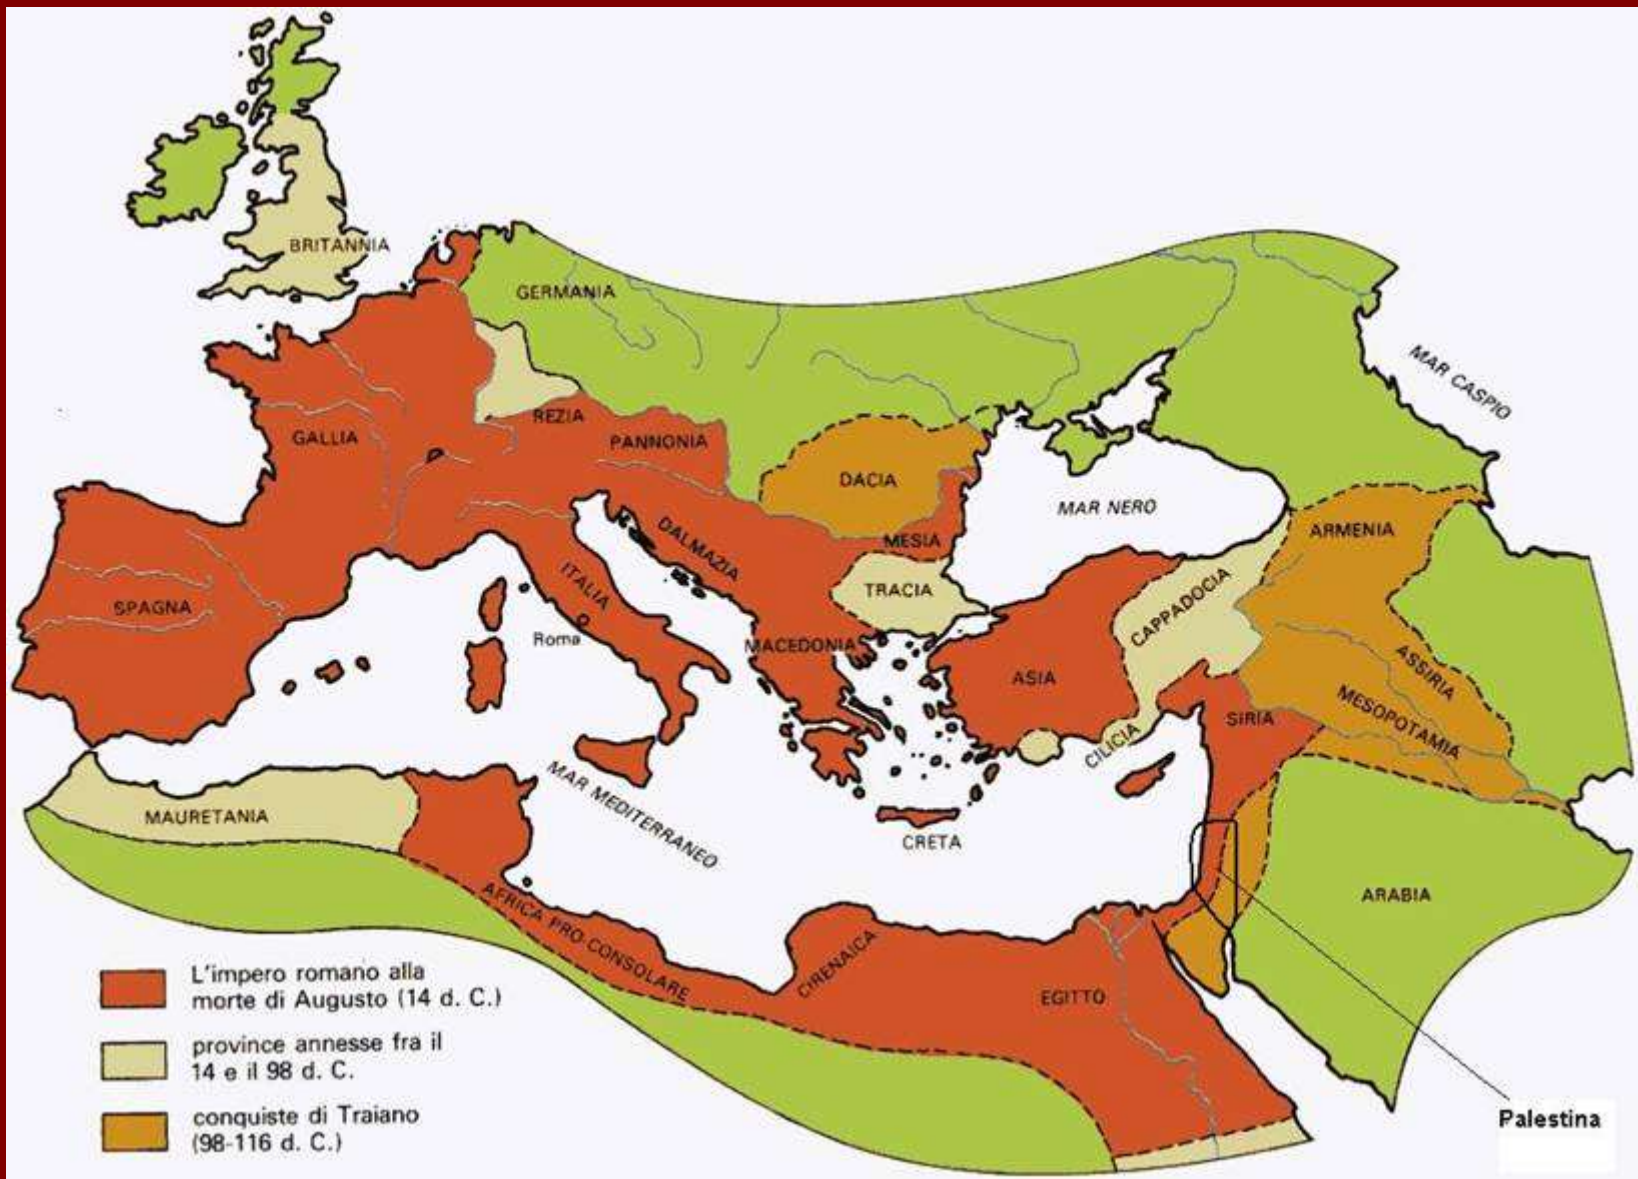 BRITANNIA
GERMANIA
MAR CASPIO
REZIA
GALLIA
PANNONIA
DACIA
MAR NERO
ARMENIA
DALMAZIA
MESIA
ITALIA
TRACIA
CAPPADOCIA
SPAGNA
Roma
MACEDONIA
ASIA
ASSIRIA
MESOPOTAMIA
SIRIA
CILICIA
MAR MEDITERRANEO
MAURETANIA
CRETA
ARABIA
AFRICA PRO-CONSOLARE
CIRENAICA
EGITTO
L'impero romano alla
morte di Augusto (14 d. C.)
province annesse fra il
14 e il 98 d. C.
conquiste di Traiano
(98-116 d. C.)
Palestina